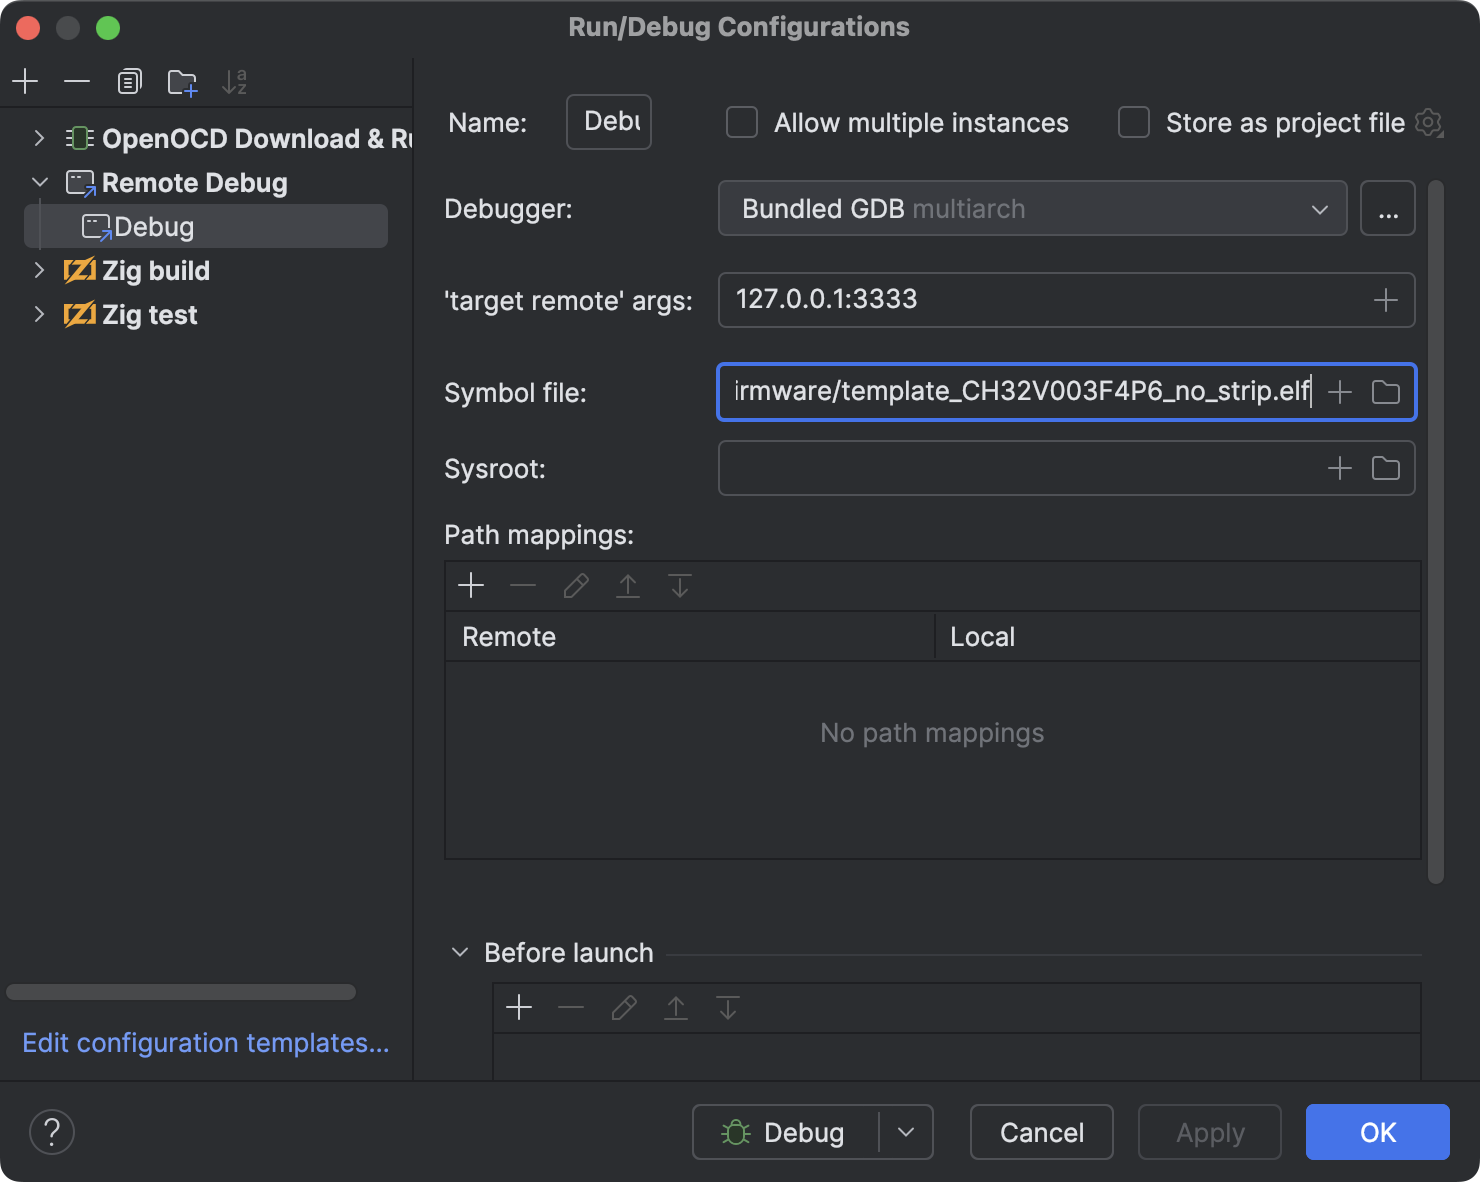 Run/Debug Configurations
OpenOCD Download & Ru
Remote Debug
Debug
Zig build
Zig test
Edit configuration templates...
Name: Debu Allow multiple instances Store as project file
Debugger: Bundled GDB multiarch ...
'target remote' args: 127.0.0.1:3333
Symbol file: irmware/template_CH32V003F4P6_no_strip.elf
Sysroot:
Path mappings:
Remote Local
No path mappings
Before launch
? Debug Cancel Apply OK